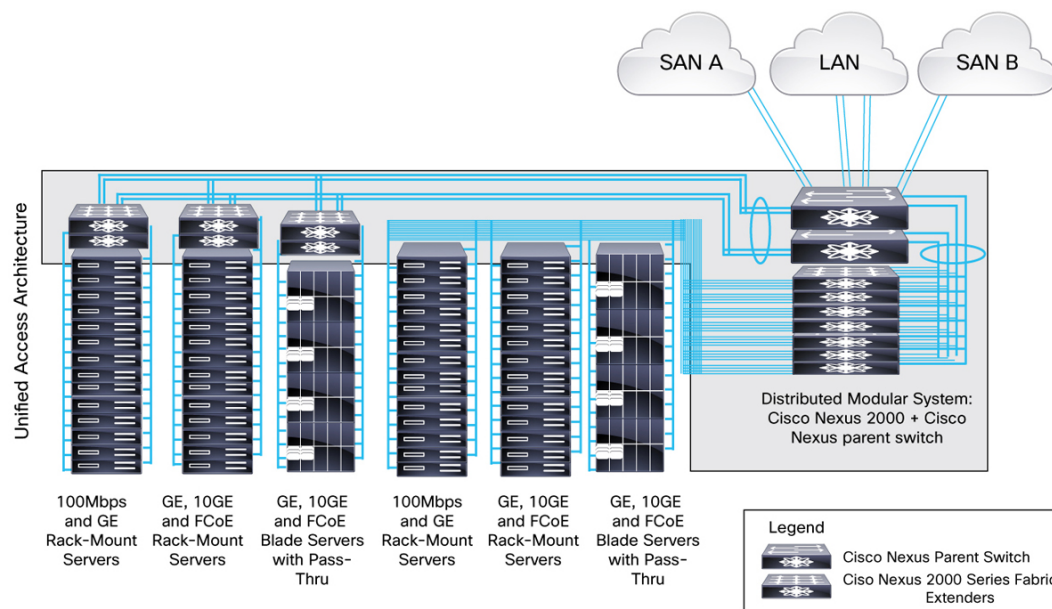 SAN A
LAN
SAN B
Unified Access Architecture
Distributed Modular System:
Cisco Nexus 2000 + Cisco
Nexus parent switch
100Mbps
and GE
Rack-Mount
Servers
GE, 10GE
and FCoE
Rack-Mount
Servers
GE, 10GE
and FCoE
Blade Servers
with Pass-
Thru
100Mbps
and GE
Rack-Mount
Servers
GE, 10GE
and FCoE
Rack-Mount
Servers
GE, 10GE
and FCoE
Blade Servers
with Pass-
Thru
Legend
Cisco Nexus Parent Switch
Ciso Nexus 2000 Series Fabric
Extenders